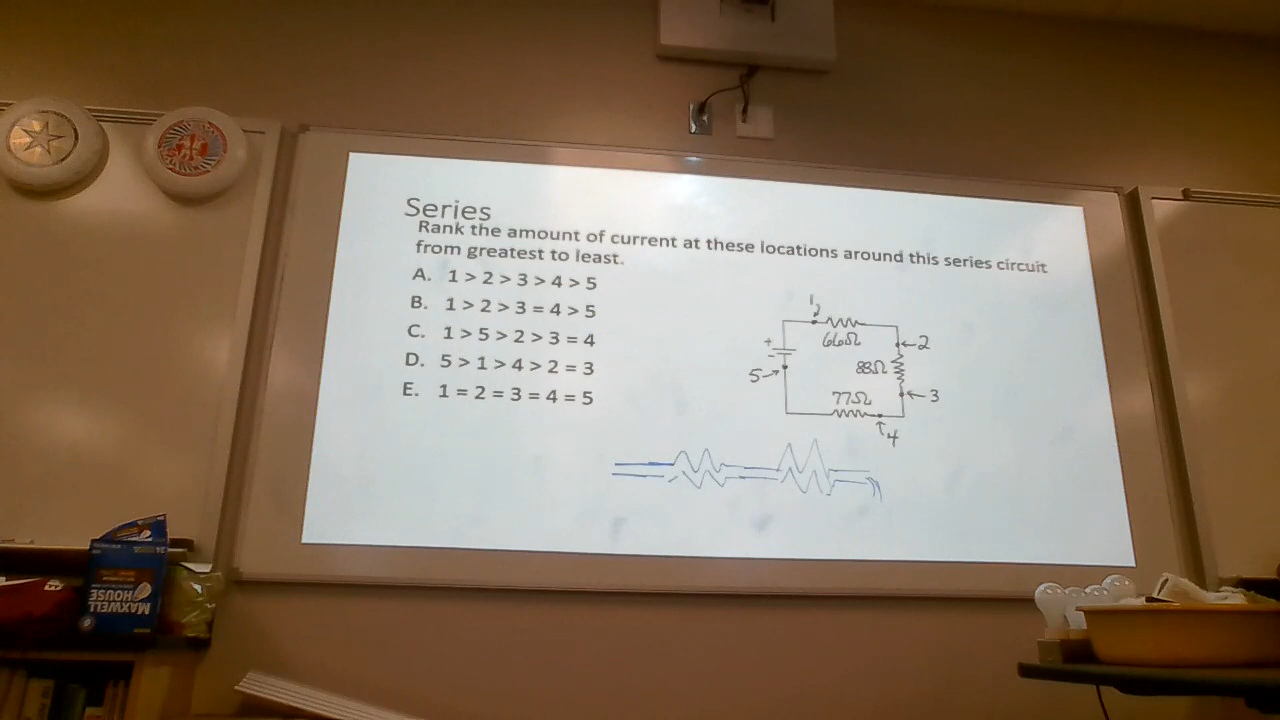 Series
Rank the amount of current at these locations around this series circuit
from greatest to least.
A. 1 > 2 > 3 > 4 > 5
B. 1 > 2 > 3 = 4 > 5
C. 1 > 5 > 2 > 3 = 4
D. 5 > 1 > 4 > 2 = 3
E. 1 = 2 = 3 = 4 = 5
1
+
66Ω
2
-
88Ω
5
77Ω
3
4
MAXWELL
HOUSE